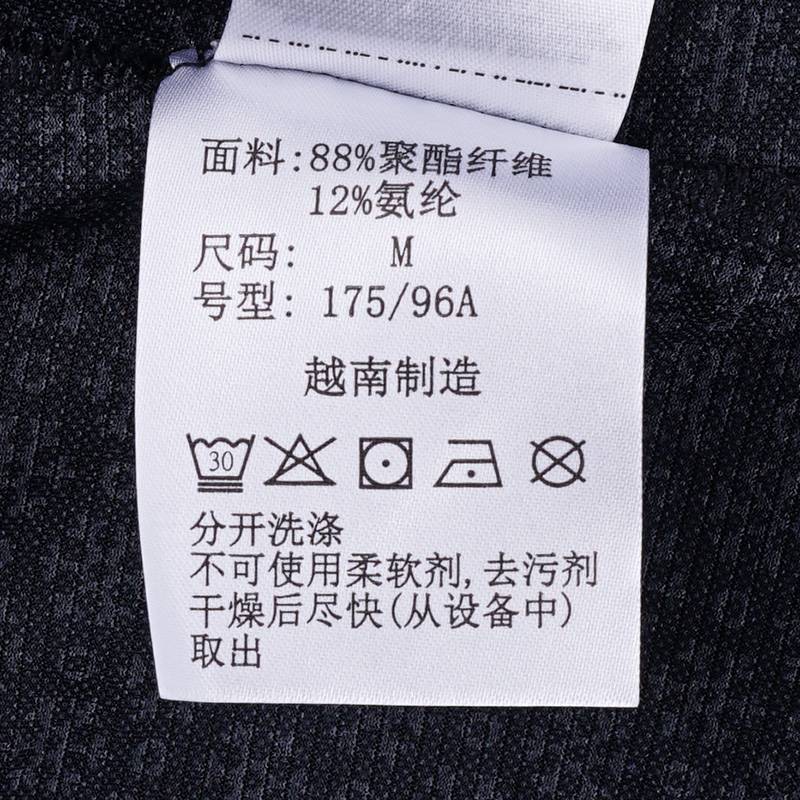 面料:88%聚酯纤维
12%氨纶
尺码: M
号型: 175/96A
越南制造
30
分开洗涤
不可使用柔软剂,去污剂
干燥后尽快(从设备中)
取出